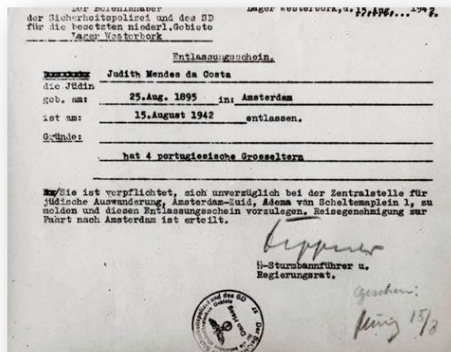 Der Befehlshaber
der Sicherheitspolizei und des SD
für die besetzten niederl.Gebiete
Lager Westerbork
Lager Westerbork,d. 15.Aug. 194
Entlassungsschein.
Judith Mendes da Costa
die Jüdin
geb. am: 25.Aug. 1895 in: Amsterdam
ist am: 15.August 1942 entlassen.
Gründe:
hat 4 portugiesische Grosseltern
/Sie ist verpflichtet, sich unverzüglich bei der Zentralstelle für
jüdische Auswanderung, Amsterdam-Zuid, Adema van Scheltemaplein 1, zu
melden und diesen Entlassungsschein vorzulegen. Reisegenehmigung zur
Fahrt nach Amsterdam ist erteilt.
SS-Sturmbannführer u.
Regierungsrat.
gesehen:
15/8